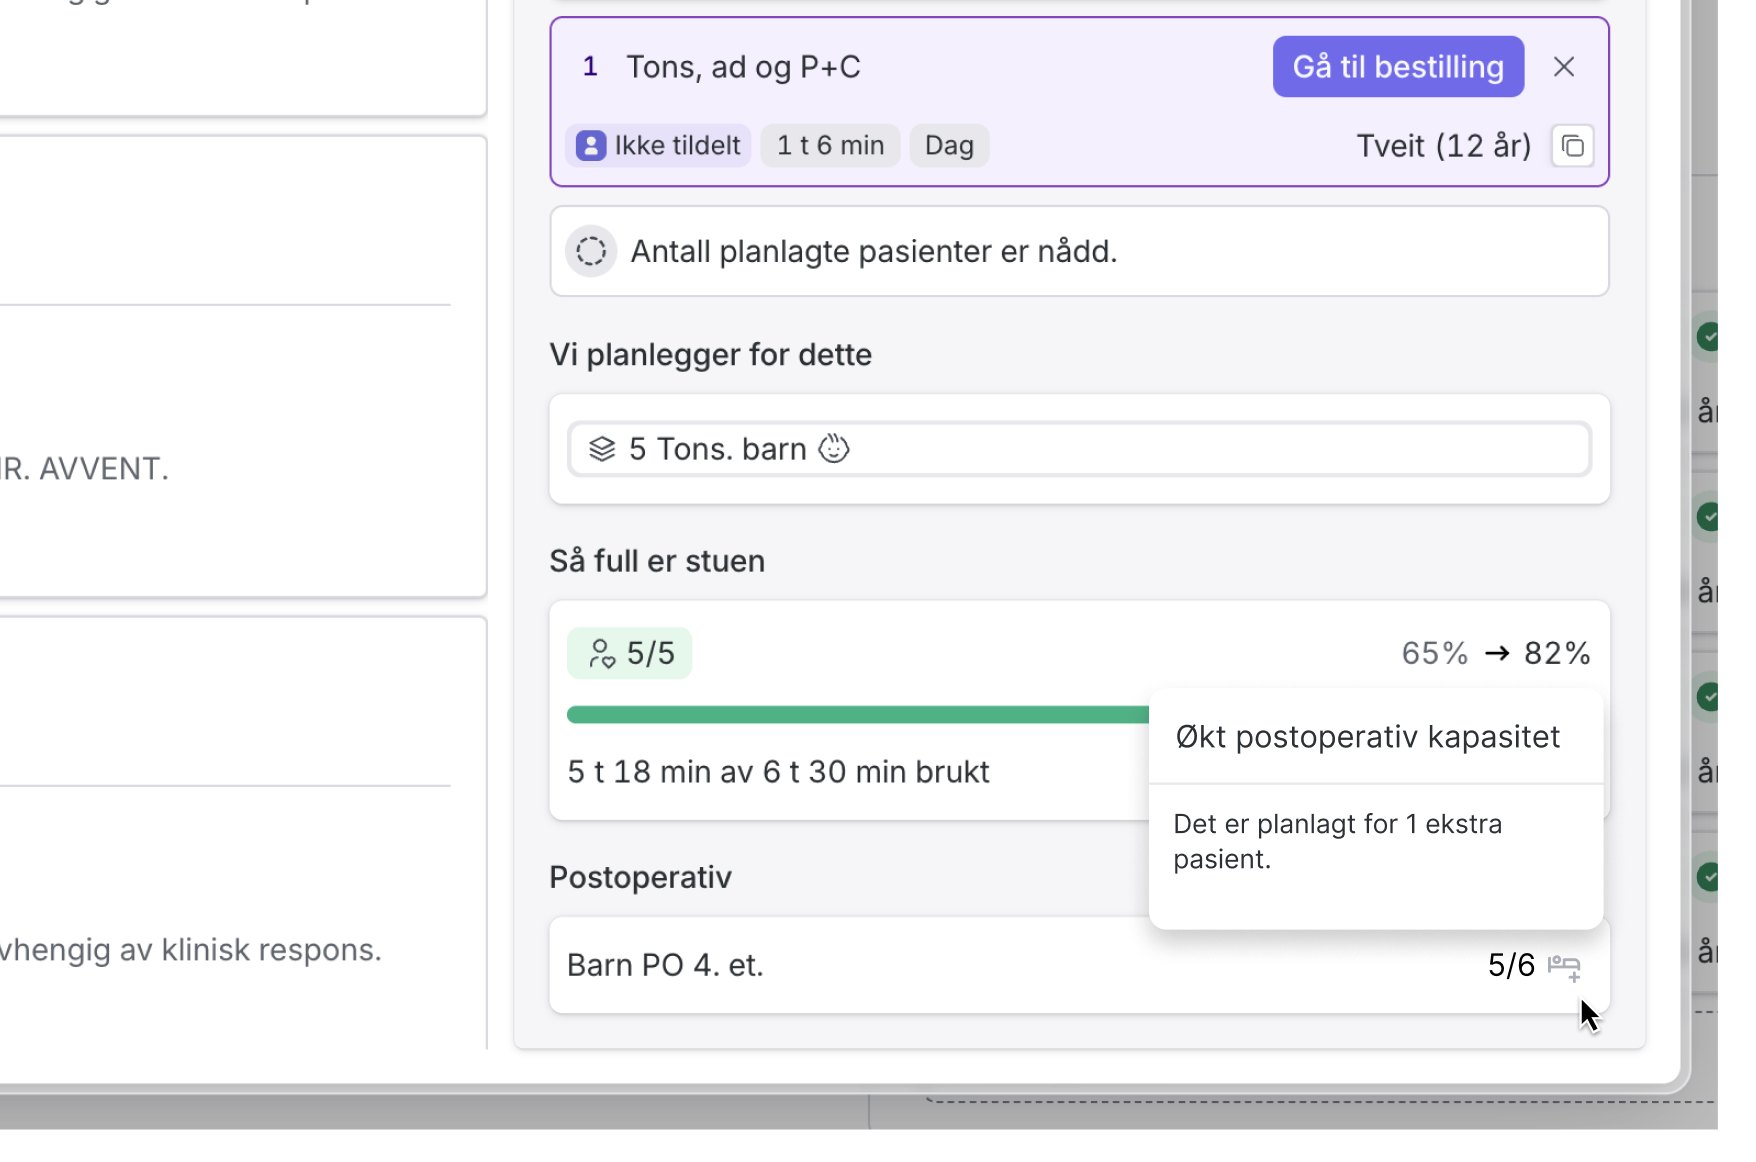 1 Tons, ad og P+C
Gå til bestilling
Ikke tildelt 1 t 6 min Dag
Tveit (12 år)
Antall planlagte pasienter er nådd.
Vi planlegger for dette
5 Tons. barn
Så full er stuen
5/5
65% → 82%
5 t 18 min av 6 t 30 min brukt
Økt postoperativ kapasitet
Det er planlagt for 1 ekstra
pasient.
Postoperativ
Barn PO 4. et.
5/6
R. AVVENT.
vhengig av klinisk respons.